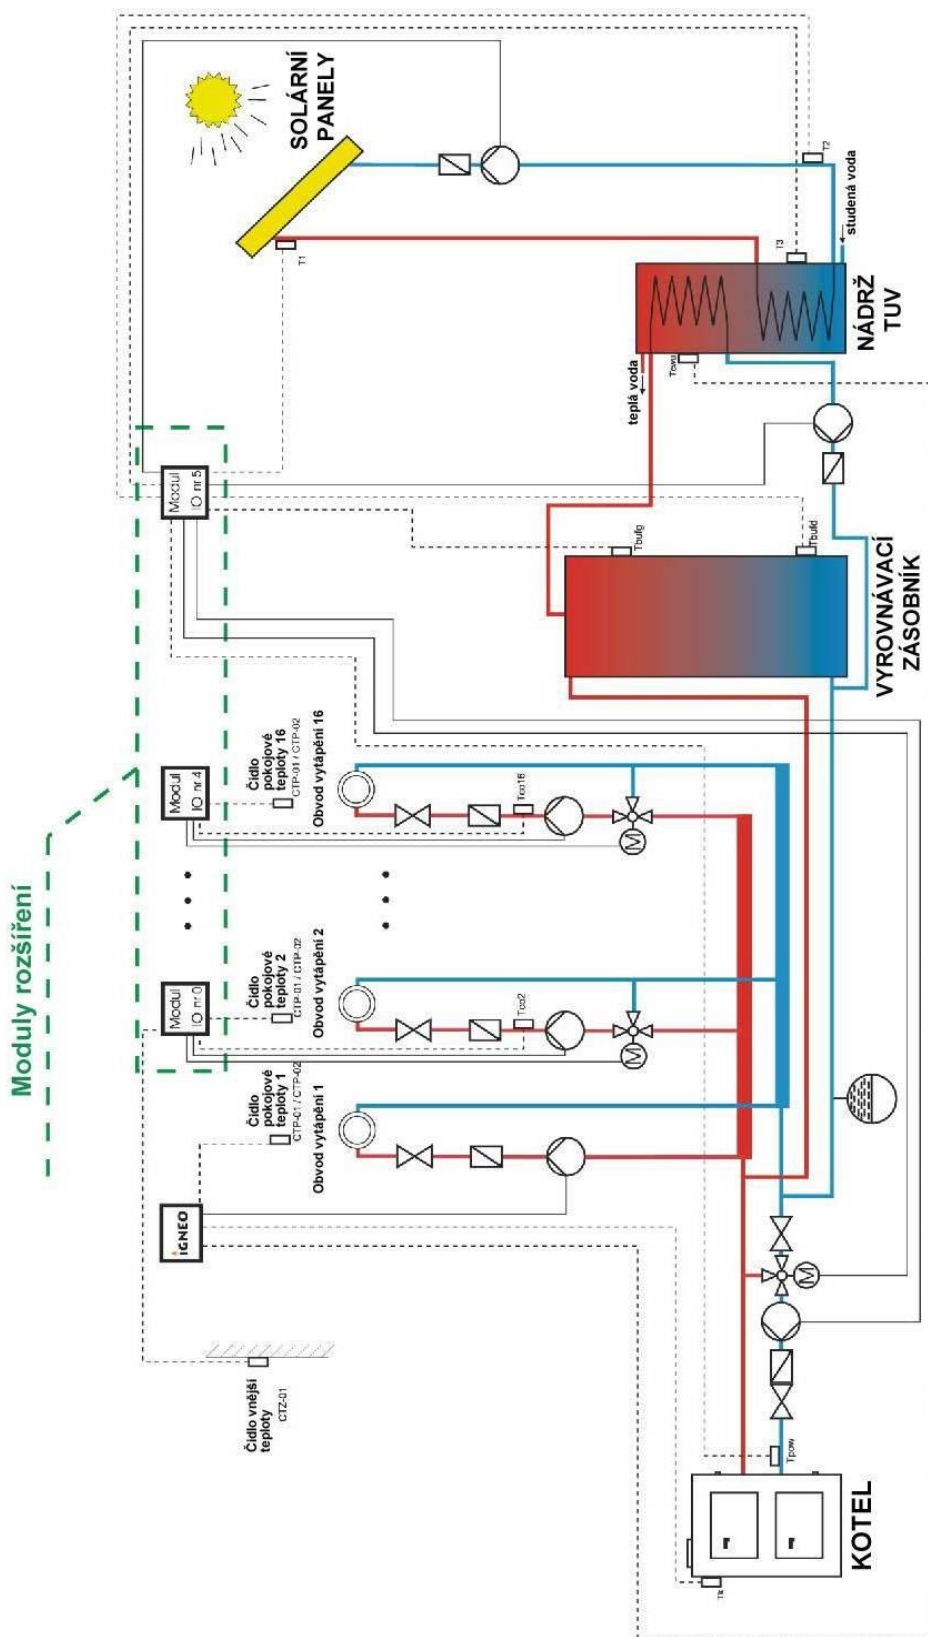 Moduly rozšíření
IGNEO
Čidlo vnější
teploty
CTZ-01
Čidlo
pokojové
teploty 1
CTP-01 / CTP-02
Obvod vytápění 1
Modul
IO nr 0
Čidlo
pokojové
teploty 2
CTP-01 / CTP-02
Obvod vytápění 2
Tco2
M
Modul
IO nr 4
Čidlo
pokojové
teploty 16
CTP-01 / CTP-02
Obvod vytápění 16
Tco16
M
Modul
IO nr 5
SOLÁRNÍ
PANELY
T1
T2
T3
studená voda
teplá voda
Tcwu
NÁDRŽ
TUV
Tbufg
Tbufd
VYROVNÁVACÍ
ZÁSOBNÍK
M
Tpow
Tk
KOTEL